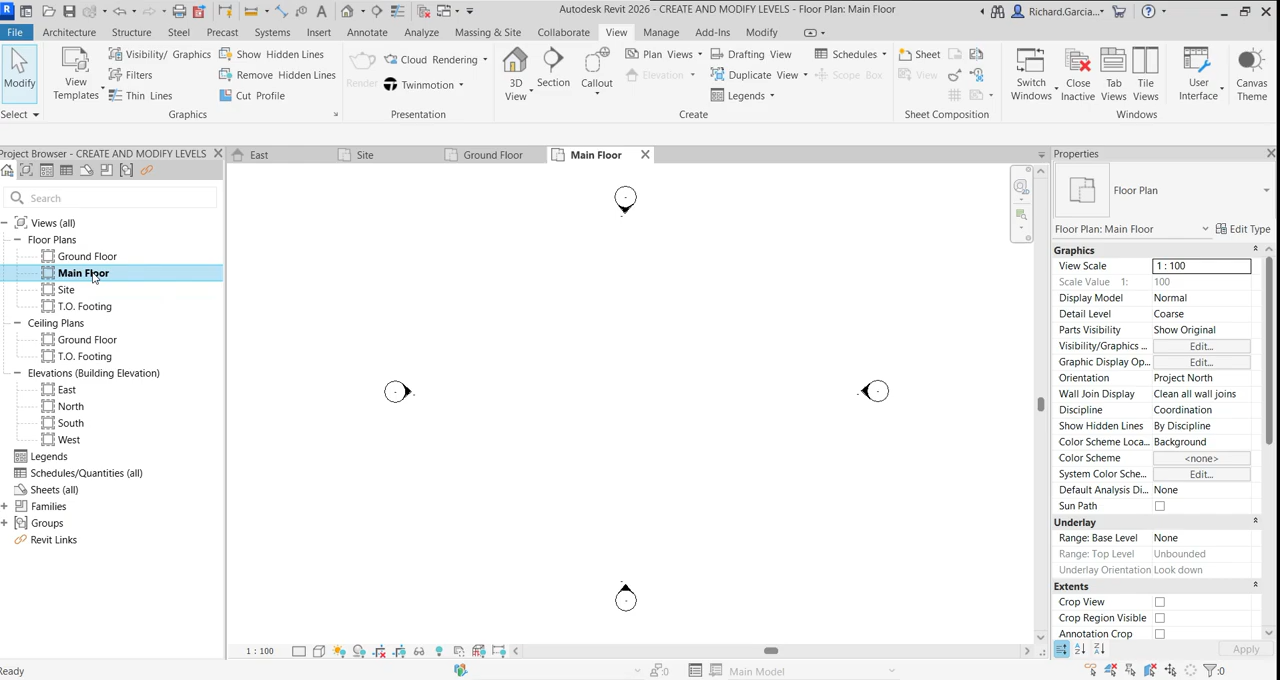 Autodesk Revit 2026 - CREATE AND MODIFY LEVELS - Floor Plan: Main Floor
Richard.Garcia...
File Architecture Structure Steel Precast Systems Insert Annotate Analyze Massing & Site Collaborate View Manage Add-Ins Modify
Modify
View Templates
Visibility/ Graphics
Filters
Thin Lines
Show Hidden Lines
Remove Hidden Lines
Cut Profile
Render
Cloud Rendering
Twinmotion
3D View
Section
Callout
Plan Views
Elevation
Drafting View
Duplicate View
Legends
Schedules
Scope Box
Sheet
View
Switch Windows
Close Inactive
Tab Views
Tile Views
User Interface
Canvas Theme
Select
Graphics
Presentation
Create
Sheet Composition
Windows
Project Browser - CREATE AND MODIFY LEVELS
Search
Views (all)
Floor Plans
Ground Floor
Main Floor
Site
T.O. Footing
Ceiling Plans
Ground Floor
T.O. Footing
Elevations (Building Elevation)
East
North
South
West
Legends
Schedules/Quantities (all)
Sheets (all)
Families
Groups
Revit Links
East
Site
Ground Floor
Main Floor
Properties
Floor Plan
Floor Plan: Main Floor
Edit Type
Graphics
View Scale 1 : 100
Scale Value 1: 100
Display Model Normal
Detail Level Coarse
Parts Visibility Show Original
Visibility/Graphics ... Edit...
Graphic Display Op... Edit...
Orientation Project North
Wall Join Display Clean all wall joins
Discipline Coordination
Show Hidden Lines By Discipline
Color Scheme Loca... Background
Color Scheme <none>
System Color Sche... Edit...
Default Analysis Di... None
Sun Path
Underlay
Range: Base Level None
Range: Top Level Unbounded
Underlay Orientation Look down
Extents
Crop View
Crop Region Visible
Annotation Crop
Apply
1 : 100
Ready
:0
Main Model
:0